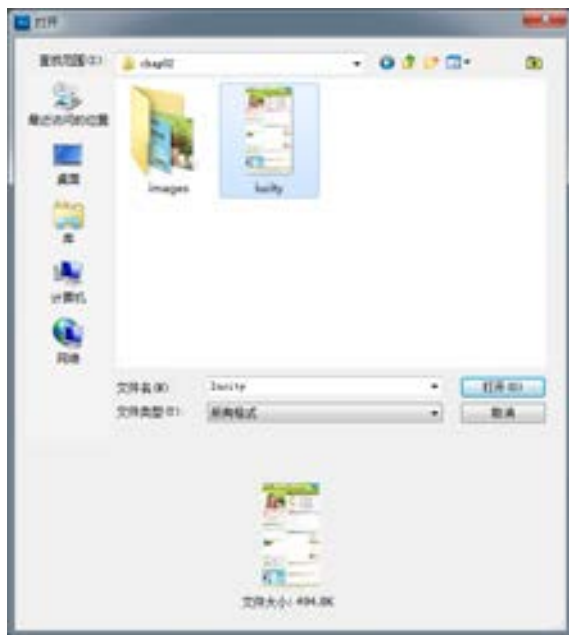 打开
查找范围(I): chap02
最近访问的位置
桌面
库
计算机
网络
images
文件名(N):
打开(O)
文件类型(T): 所有格式
取消
文件大小: 494.8K